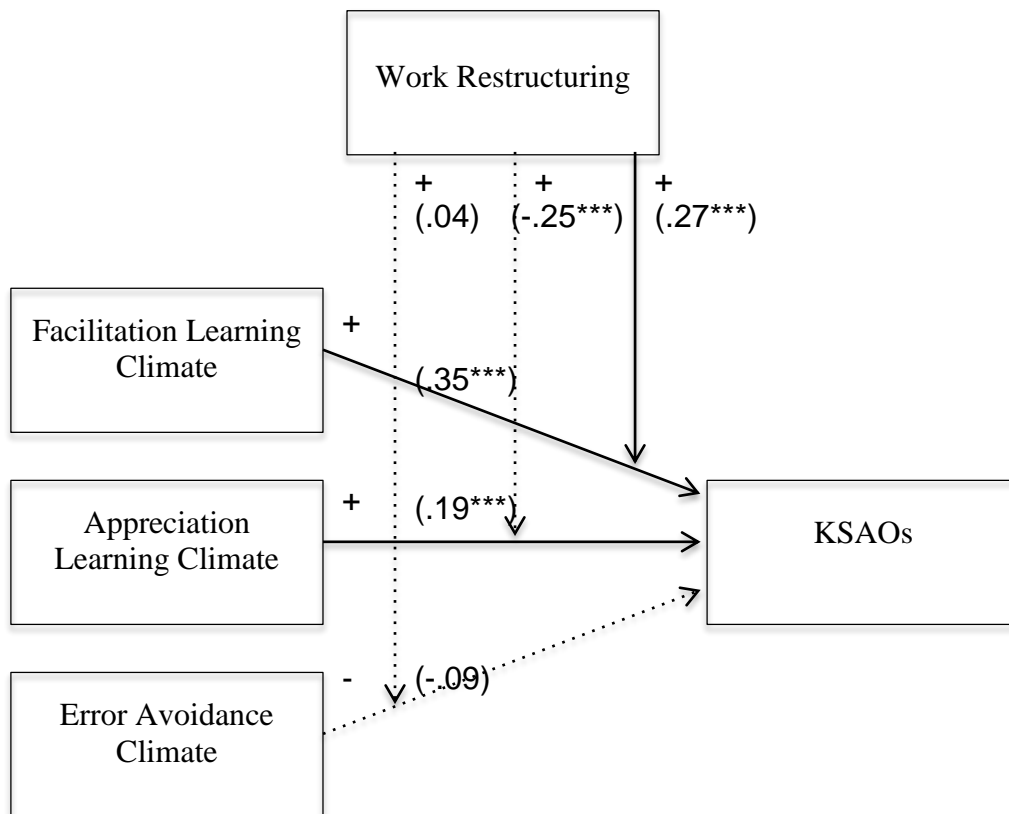 Work Restructuring
+ + +
(.04) (-.25***) (.27***)
Facilitation Learning
Climate
+
(.35***)
Appreciation
Learning Climate
+ (.19***)
KSAOs
Error Avoidance
Climate
- (-.09)